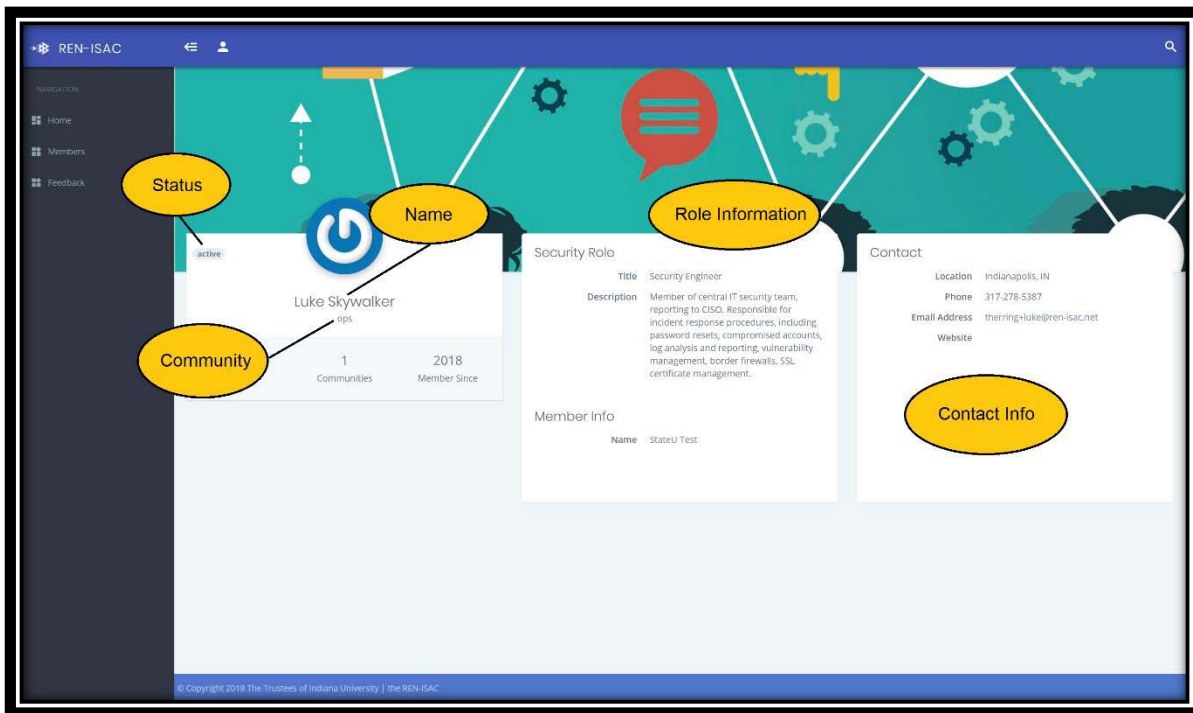 REN-ISAC
NAVIGATION
Home
Members
Feedback
Status
Name
Role Information
active
Luke Skywalker
ops
Community
1
Communities
2018
Member Since
Security Role
Title Security Engineer
Description Member of central IT security team,
reporting to CISO. Responsible for
incident response procedures, including
password resets, compromised accounts,
log analysis and reporting, vulnerability
management, border firewalls, SSL
certificate management.
Member Info
Name StateU Test
Contact
Location Indianapolis, IN
Phone 317-278-5387
Email Address therring+luke@ren-isac.net
Website
Contact Info
© Copyright 2018 The Trustees of Indiana University | the REN-ISAC